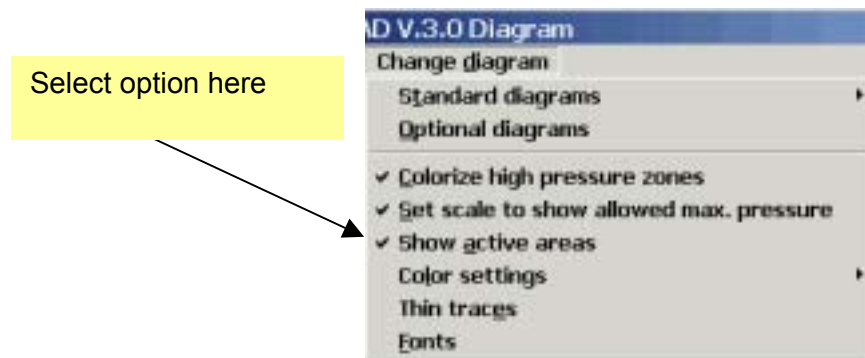 Select option here
AD V.3.0 Diagram
Change diagram
Standard diagrams
Optional diagrams
Colorize high pressure zones
Set scale to show allowed max. pressure
Show active areas
Color settings
Thin traces
Fonts